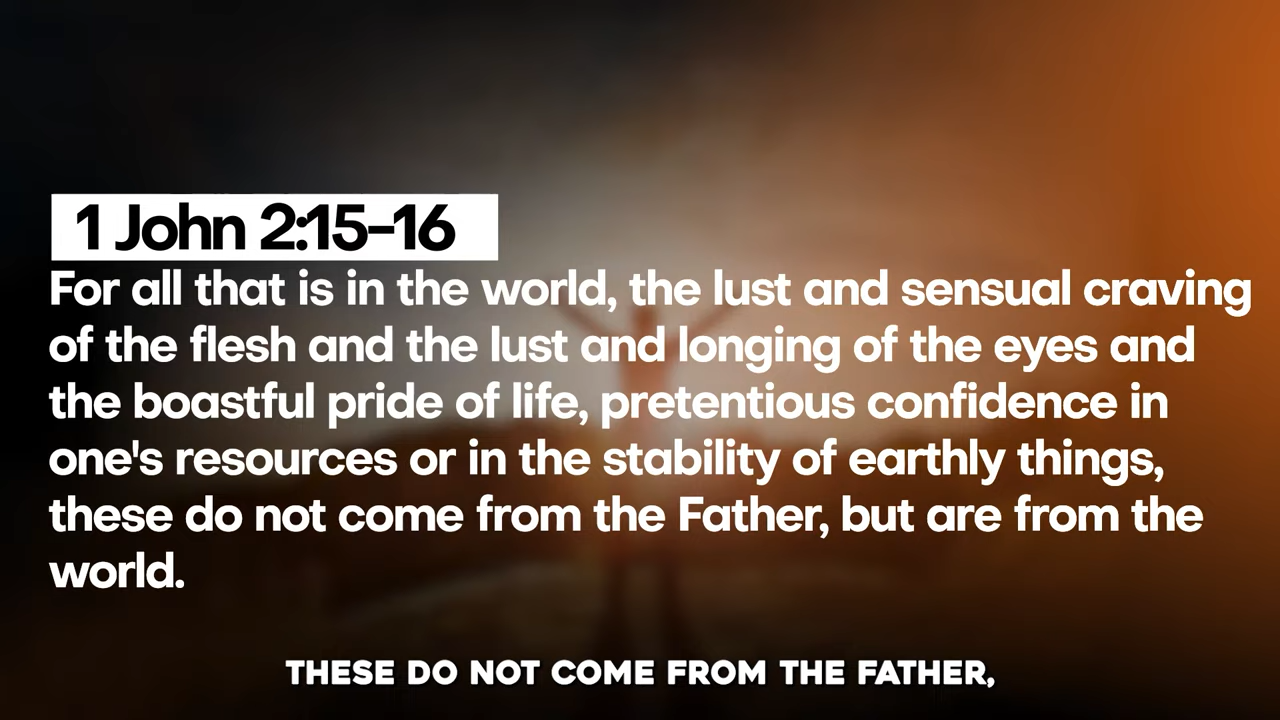 1 John 2:15-16
For all that is in the world, the lust and sensual craving
of the flesh and the lust and longing of the eyes and
the boastful pride of life, pretentious confidence in
one's resources or in the stability of earthly things,
these do not come from the Father, but are from the
world.
THESE DO NOT COME FROM THE FATHER,